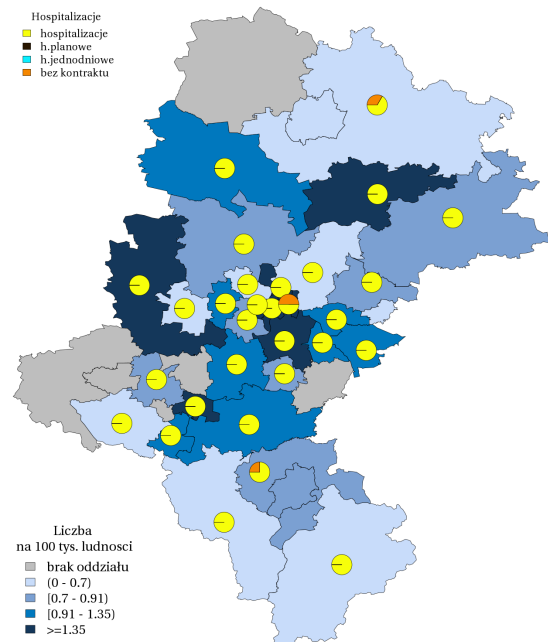 Hospitalizacje
hospitalizacje
h.planowe
h.jednodniowe
bez kontraktu
Liczba
na 100 tys. ludnosci
brak oddziału
(0 - 0.7)
[0.7 - 0.91)
[0.91 - 1.35)
>=1.35